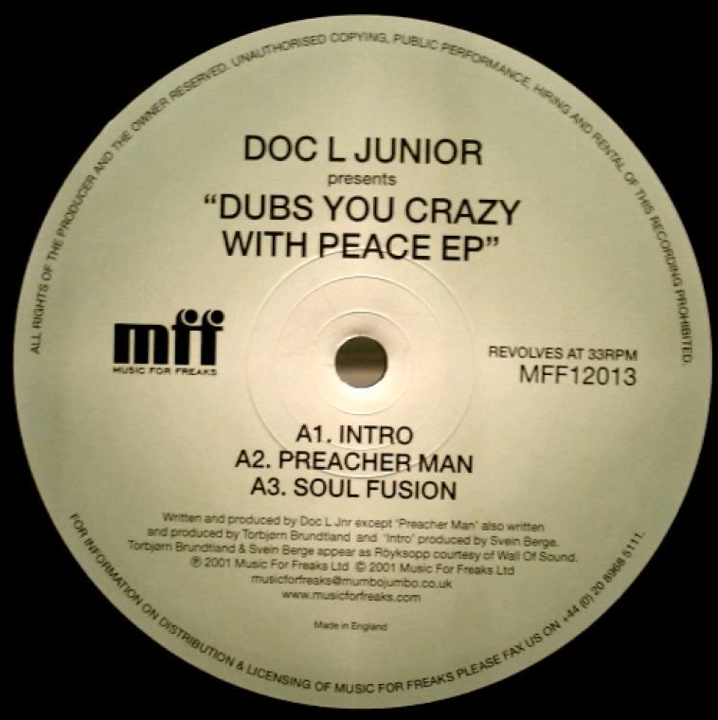 ALL RIGHTS OF THE PRODUCER AND THE OWNER RESERVED. UNAUTHORISED COPYING, PUBLIC PERFORMANCE, HIRING AND RENTAL OF THIS RECORDING PROHIBITED.
DOC L JUNIOR
presents
“DUBS YOU CRAZY
WITH PEACE EP”
mff
MUSIC FOR FREAKS
REVOLVES AT 33RPM
MFF12013
A1. INTRO
A2. PREACHER MAN
A3. SOUL FUSION
Written and produced by Doc L Jnr except 'Preacher Man' also written
and produced by Torbjørn Brundtland and 'Intro' produced by Svein Berge.
Torbjørn Brundtland & Svein Berge appear as Röyksopp courtesy of Wall Of Sound.
℗ 2001 Music For Freaks Ltd © 2001 Music For Freaks Ltd
musicforfreaks@mumbojumbo.co.uk
www.musicforfreaks.com
Made in England
FOR INFORMATION ON DISTRIBUTION & LICENSING OF MUSIC FOR FREAKS PLEASE FAX US ON +44 (0) 20 8968 5111.